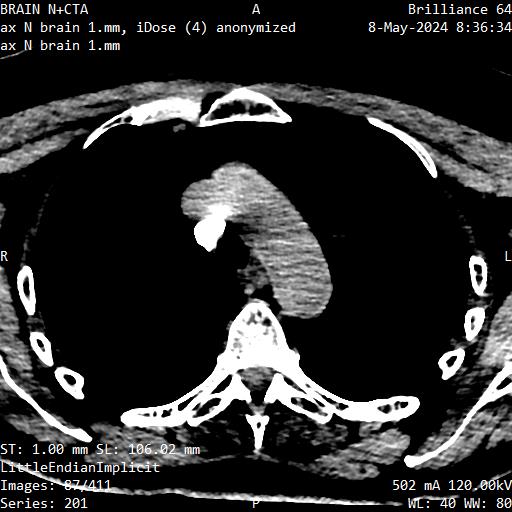 BRAIN N+CTA
A
Brilliance 64
ax N brain 1.mm, iDose (4) anonymized
8-May-2024 8:36:34
ax N brain 1.mm
R
L
ST: 1.00 mm SL: 106.02 mm
LittleEndianImplicit
Images: 87/411
502 mA 120.00kV
Series: 201
P
WL: 40 WW: 80